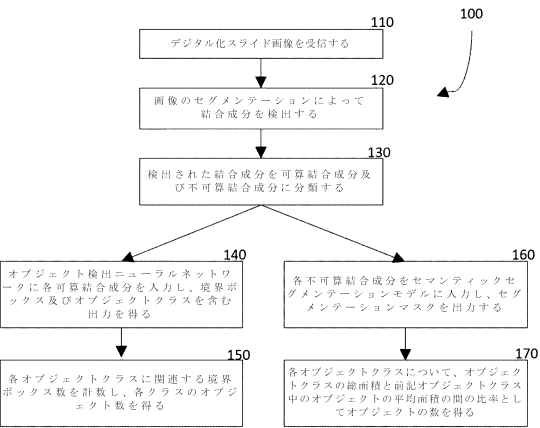 110
100
デジタル化スライド画像を受信する
120
画像のセグメンテーションによって
結合成分を検出する
130
検出された結合成分を可算結合成分及
び不可算結合成分に分類する
140
オブジェクト検出ニューラルネットワ
ークに各可算結合成分を入力し、境界ボ
ックス及びオブジェクトクラスを含む
出力を得る
160
各不可算結合成分をセマンティックセ
グメンテーションモデルに入力し、セグ
メンテーションマスクを出力する
150
各オブジェクトクラスに関連する境界
ボックス数を計数し、各クラスのオブジ
ェクト数を得る
170
各オブジェクトクラスについて、オブジェ
クトクラスの総面積と前記オブジェクトクラス
中のオブジェクトの平均面積の間の比率とし
てオブジェクトの数を得る